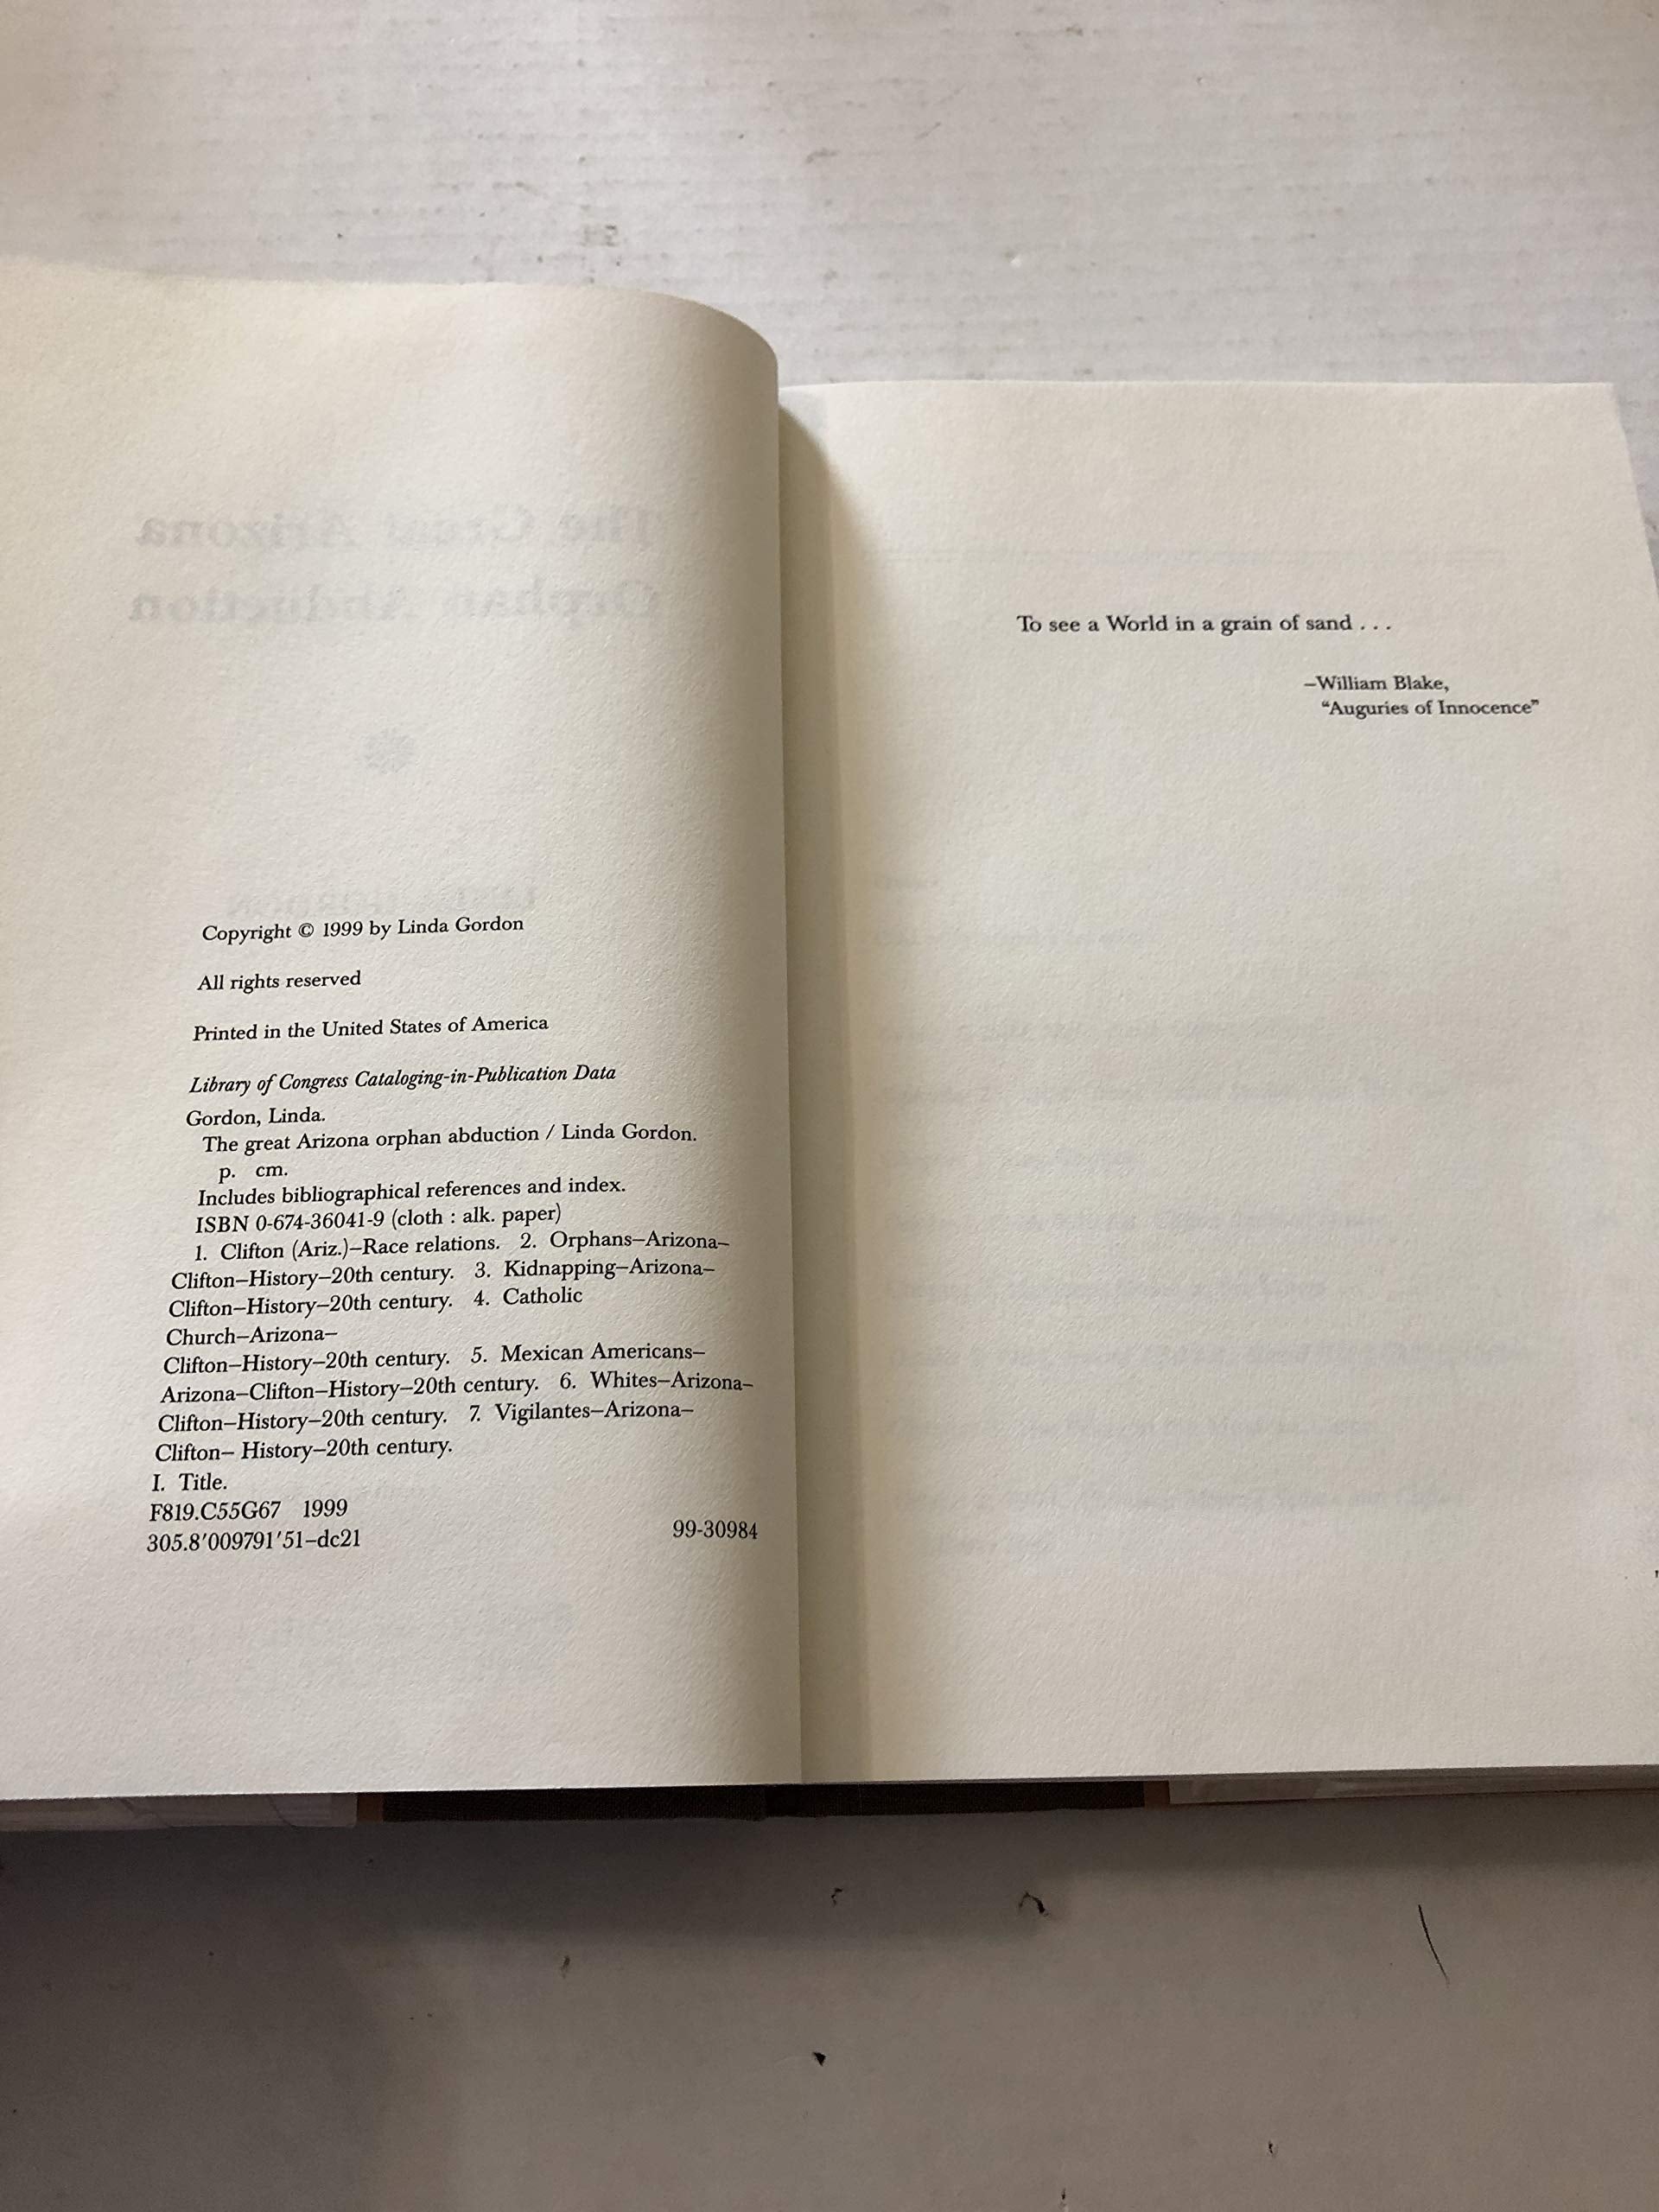 Copyright © 1999 by Linda Gordon
All rights reserved
Printed in the United States of America
Library of Congress Cataloging-in-Publication Data
Gordon, Linda.
The great Arizona orphan abduction / Linda Gordon.
p. cm.
Includes bibliographical references and index.
ISBN 0-674-36041-9 (cloth : alk. paper)
1. Clifton (Ariz.)–Race relations. 2. Orphans–Arizona–
Clifton–History–20th century. 3. Kidnapping–Arizona–
Clifton–History–20th century. 4. Catholic
Church–Arizona–
Clifton–History–20th century. 5. Mexican Americans–
Arizona–Clifton–History–20th century. 6. Whites–Arizona–
Clifton–History–20th century. 7. Vigilantes–Arizona–
Clifton– History–20th century.
I. Title.
F819.C55G67 1999
305.8′009791′51–dc21 99-30984
To see a World in a grain of sand . . .
–William Blake,
“Auguries of Innocence”